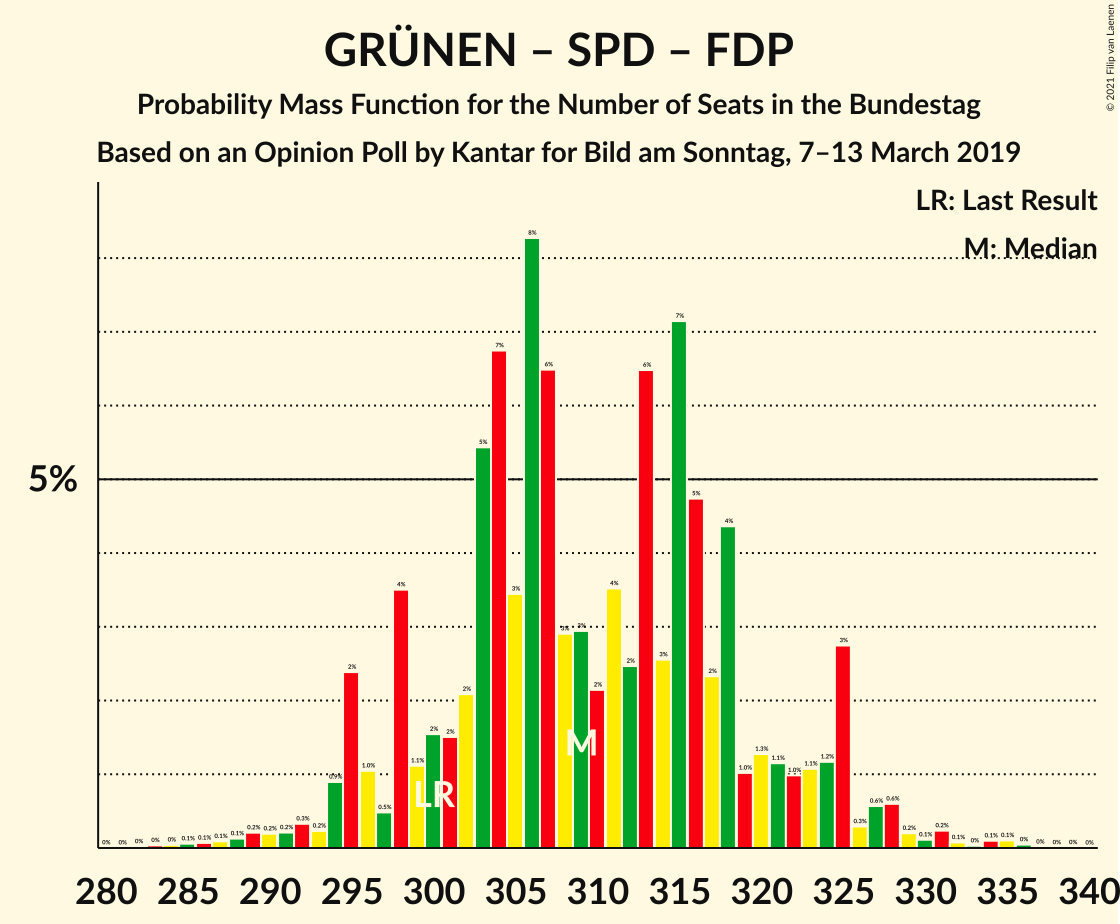 GRÜNEN – SPD – FDP
Probability Mass Function for the Number of Seats in the Bundestag
Based on an Opinion Poll by Kantar for Bild am Sonntag, 7–13 March 2019
© 2021 Filip van Laenen
LR: Last Result
M: Median
5%
0% 0% 0% 0% 0% 0.1% 0.1% 0.1% 0.1% 0.2% 0.2% 0.2% 0.3% 0.2% 0.9% 2% 1.0% 0.5% 4% 1.1% 2% 2% 2% 5% 7% 3% 8% 6% 3% 3% 2% 4% 2% 6% 3% 7% 5% 2% 4% 1.0% 1.3% 1.1% 1.0% 1.1% 1.2% 3% 0.3% 0.6% 0.6% 0.2% 0.1% 0.2% 0.1% 0% 0.1% 0.1% 0% 0% 0% 0% 0%
M
LR
280 285 290 295 300 305 310 315 320 325 330 335 340